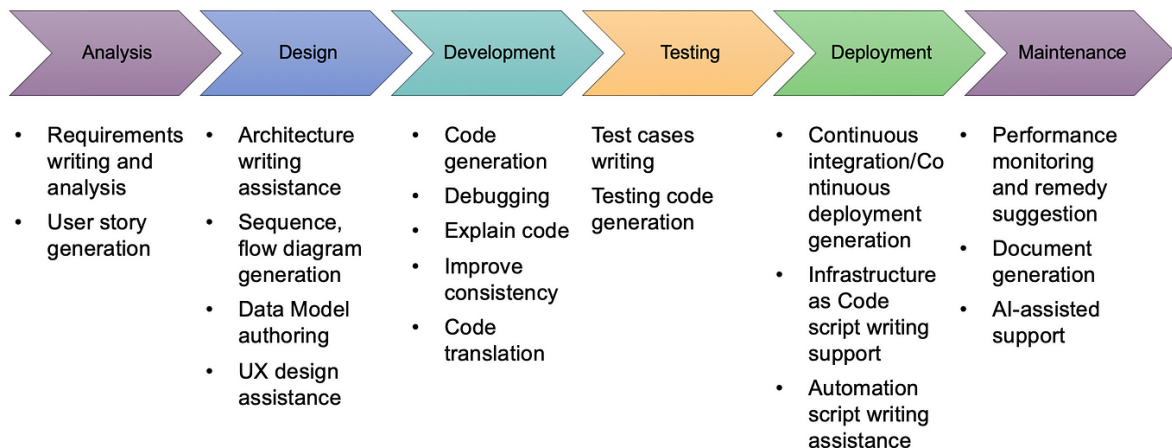 Analysis
Design
Development
Testing
Deployment
Maintenance
• Requirements
writing and
analysis
• User story
generation
• Architecture
writing
assistance
• Sequence,
flow diagram
generation
• Data Model
authoring
• UX design
assistance
• Code
generation
• Debugging
• Explain code
• Improve
consistency
• Code
translation
Test cases
writing
Testing code
generation
• Continuous
integration/Co
ntinuous
deployment
generation
• Infrastructure
as Code
script writing
support
• Automation
script writing
assistance
• Performance
monitoring
and remedy
suggestion
• Document
generation
• AI-assisted
support